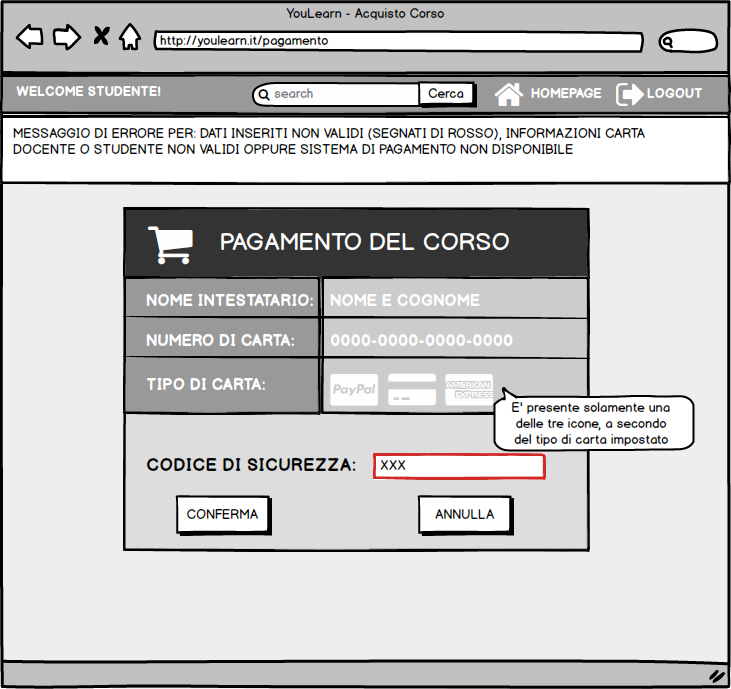 YouLearn - Acquisto Corso
http://youlearn.it/pagamento
WELCOME STUDENTE!
search
Cerca
HOMEPAGE
LOGOUT
MESSAGGIO DI ERRORE PER: DATI INSERITI NON VALIDI (SEGNATI DI ROSSO), INFORMAZIONI CARTA
DOCENTE O STUDENTE NON VALIDI OPPURE SISTEMA DI PAGAMENTO NON DISPONIBILE
PAGAMENTO DEL CORSO
NOME INTESTATARIO:
NOME E COGNOME
NUMERO DI CARTA:
0000-0000-0000-0000
TIPO DI CARTA:
PayPal
AMERICAN
EXPRESS
E' presente solamente una
delle tre icone, a secondo
del tipo di carta impostato
CODICE DI SICUREZZA:
XXX
CONFERMA
ANNULLA